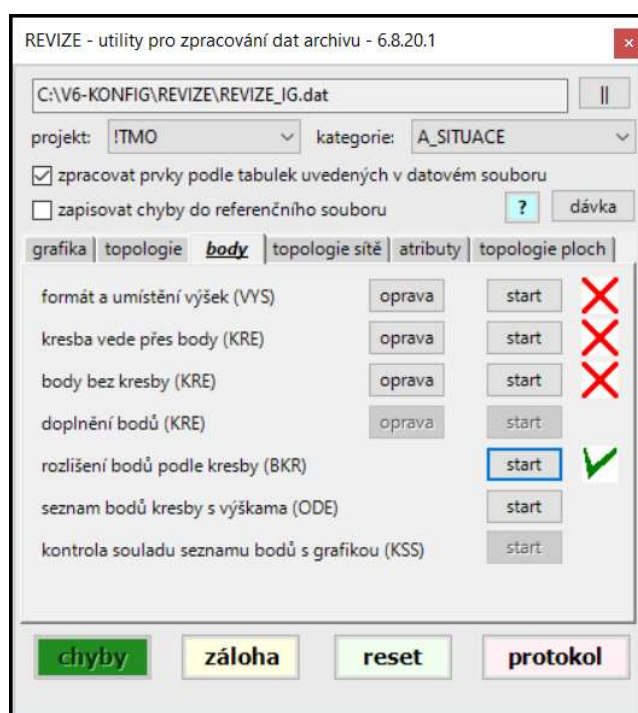 REVIZE - utility pro zpracování dat archivu - 6.8.20.1
C:\V6-KONFIG\REVIZE\REVIZE_IG.dat ||
projekt: !TMO kategorie: A_SITUACE
zpracovat prvky podle tabulek uvedených v datovém souboru
zapisovat chyby do referenčního souboru ? dávka
grafika topologie body topologie sítě atributy topologie ploch
formát a umístění výšek (VYS) oprava start
kresba vede přes body (KRE) oprava start
body bez kresby (KRE) oprava start
doplnění bodů (KRE) oprava start
rozlišení bodů podle kresby (BKR) start
seznam bodů kresby s výškama (ODE) start
kontrola souladu seznamu bodů s grafikou (KSS) start
chyby záloha reset protokol